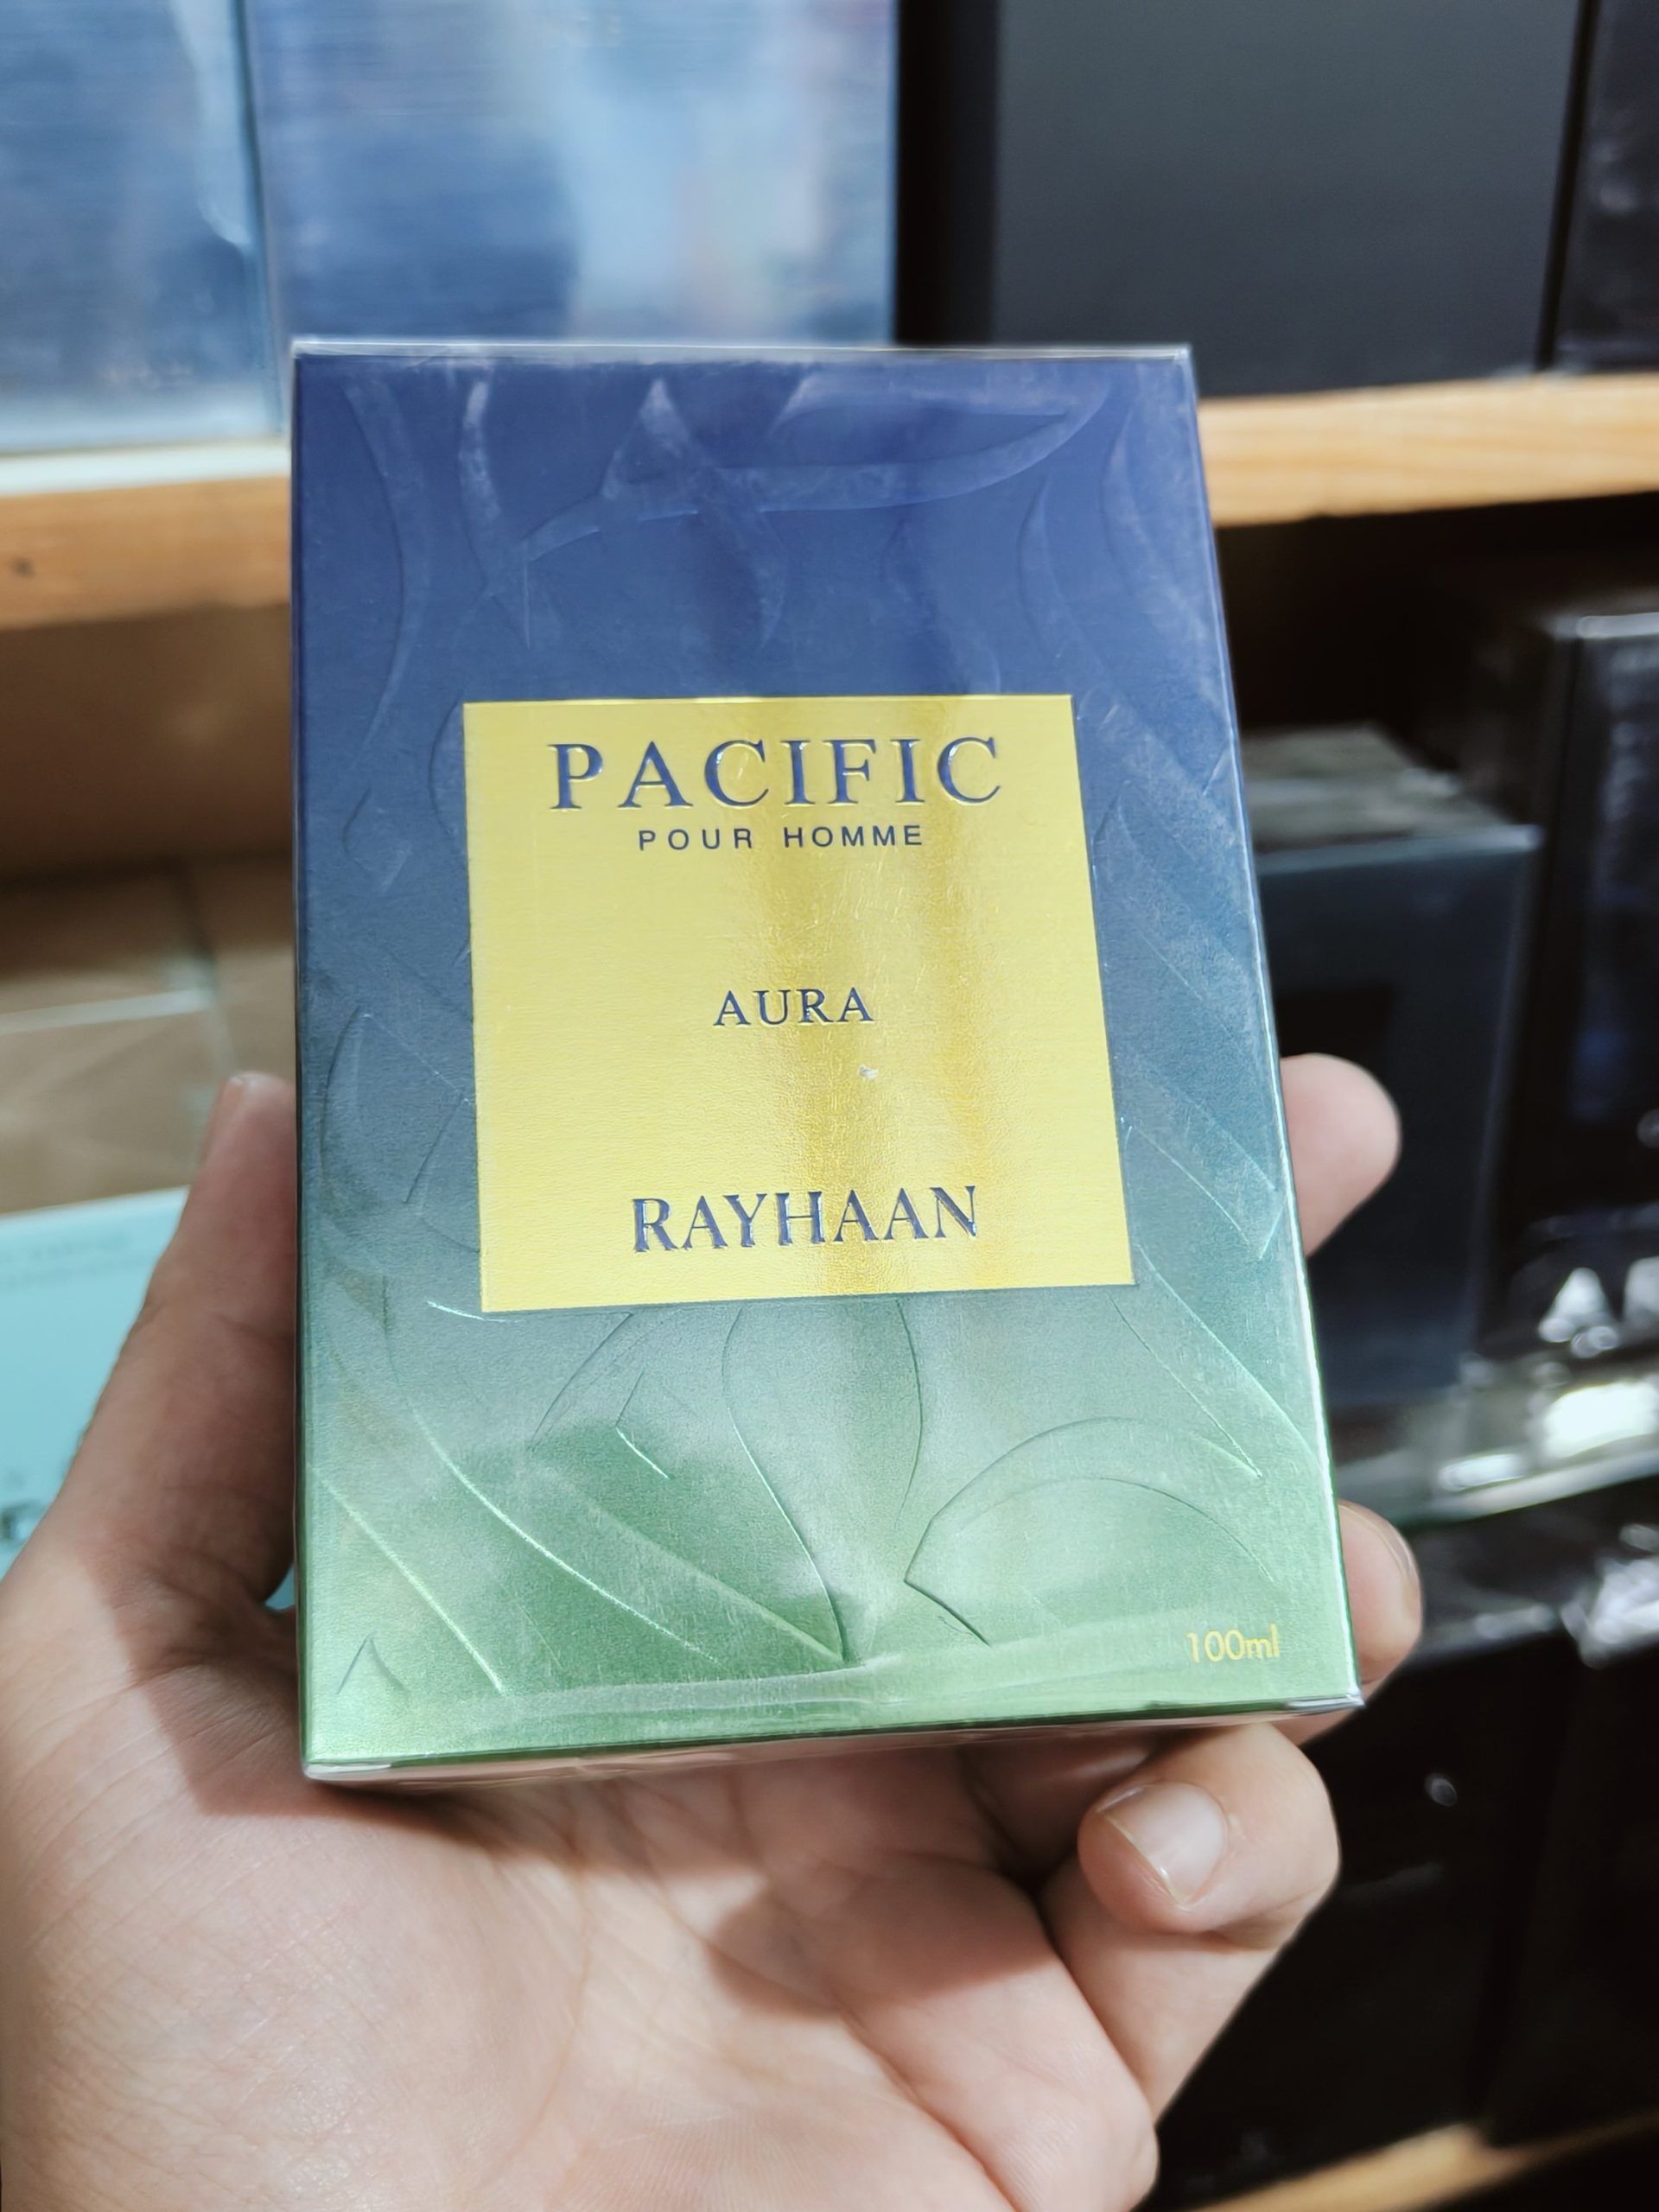 PACIFIC
POUR HOMME
AURA
RAYHAAN
100ml